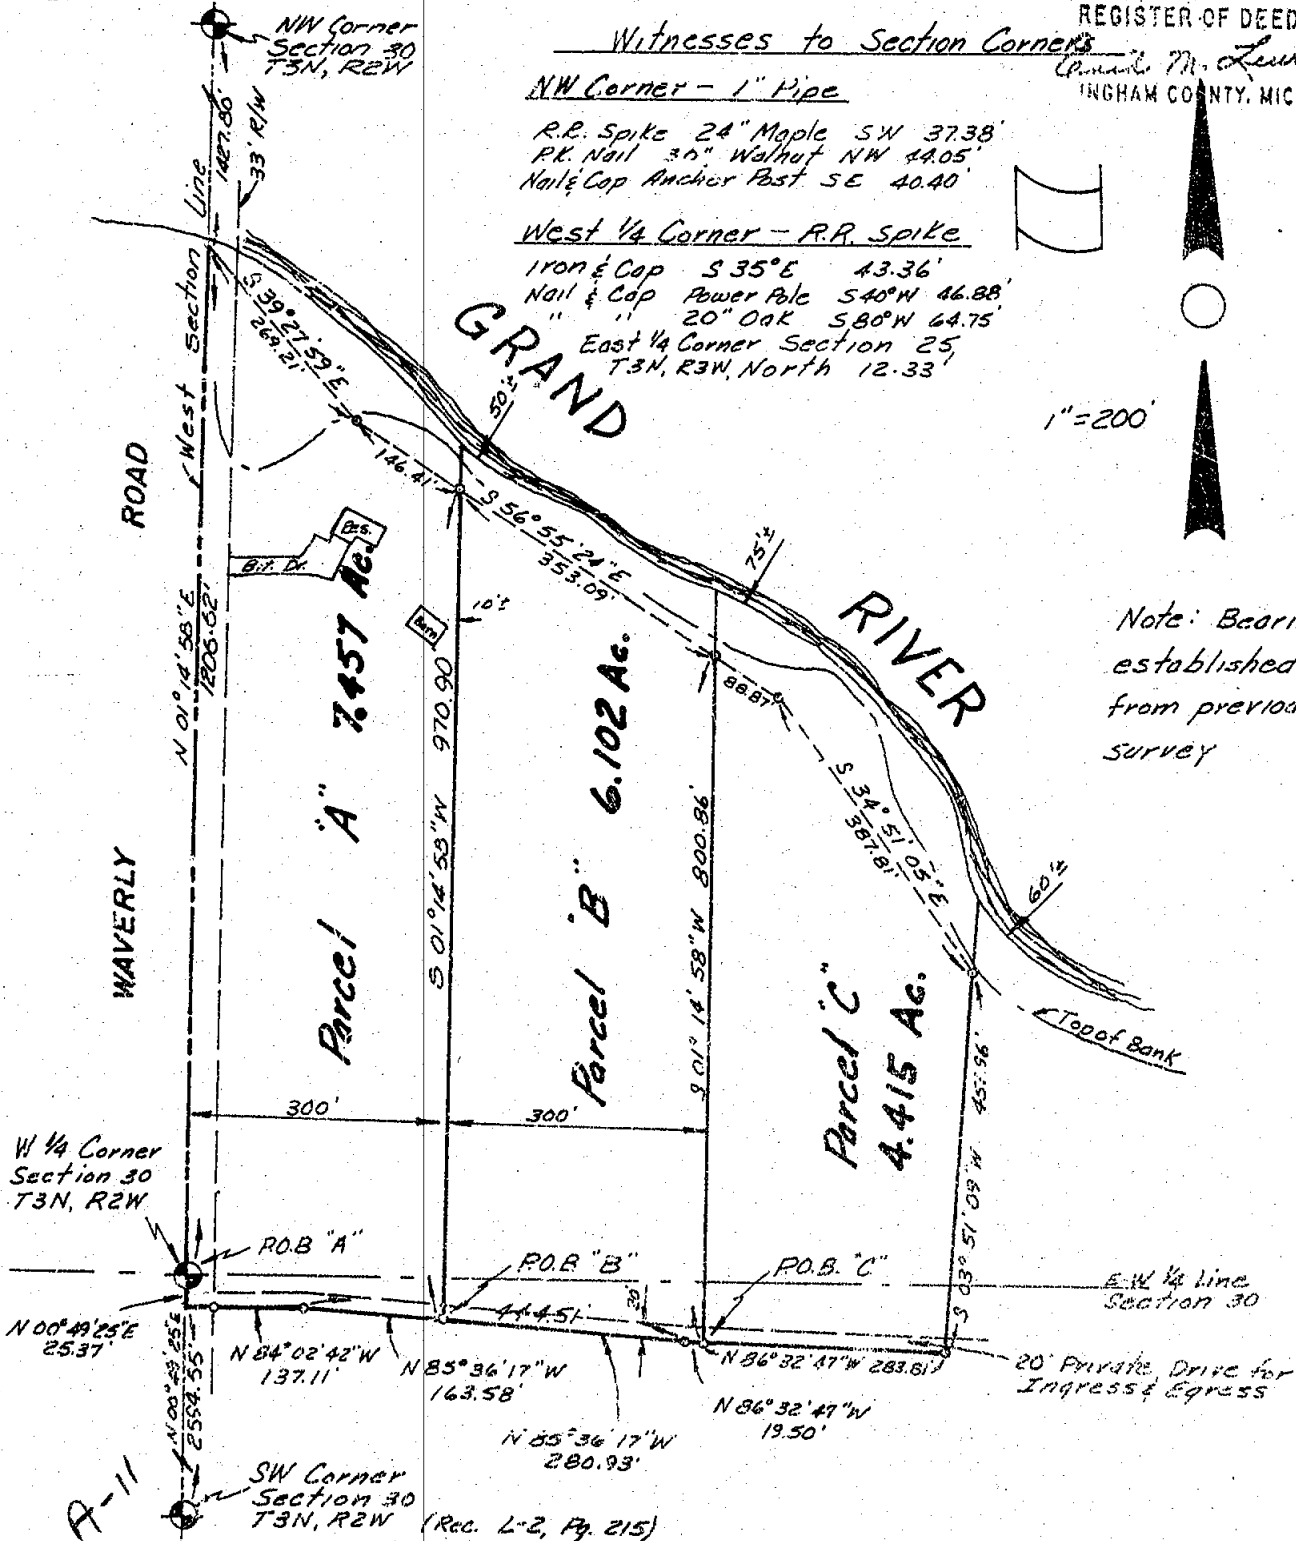 NW Corner
Section 30
T3N, R2W
Witnesses to Section Corners
REGISTER OF DEED
INGHAM COUNTY, MIC
NW Corner - 1" Pipe
R.R. Spike 24" Maple SW 37.38'
P.K. Nail 30" Walnut NW 44.05'
Nail & Cap Anchor Post SE 40.40'
West 1/4 Corner - R.R. Spike
Iron & Cap S 35° E 43.36'
Nail & Cap Power Pole S 40° W 46.88'
" " 20" Oak S 80° W 64.75'
East 1/4 Corner Section 25,
T3N, R3W, North 12.33'
1427.86'
33' R/W
West Section Line
S 39° 27' 59" E
269.21'
GRAND
50'±
1" = 200'
ROAD
146.41'
S 56° 55' 24" E
353.09'
Res.
Bit. Dr.
75'±
RIVER
Barn
10'±
Note: Beari
established
from previou
survey
N 01° 14' 58" E
1206.62'
Parcel "A" 7.457 Ac.
S 01° 14' 58" W 970.90
Parcel "B" 6.102 Ac.
88.87'
S 34° 51' 05" E
387.81'
S 01° 14' 58" W 800.86'
60'±
WAVERLY
Parcel "C"
4.415 Ac.
Top of Bank
300'
300'
S 03° 51' 09" W
W 1/4 Corner
Section 30
T3N, R2W
P.O.B "A"
P.O.B "B"
P.O.B. "C"
E-W 1/4 Line
Section 30
444.51'
20'
N 00° 49' 25" E
25.37'
N 84° 02' 42" W
137.11'
N 85° 36' 17" W
163.58'
N 86° 32' 47" W 283.81'
20' Private Drive for
Ingress & Egress
N 86° 32' 47" W
19.50'
N 85° 36' 17" W
280.93'
N 00° 49' 25" E
2594.55'
A-11
SW Corner
Section 30
T3N, R2W (Rec. L-2, Pg. 215)